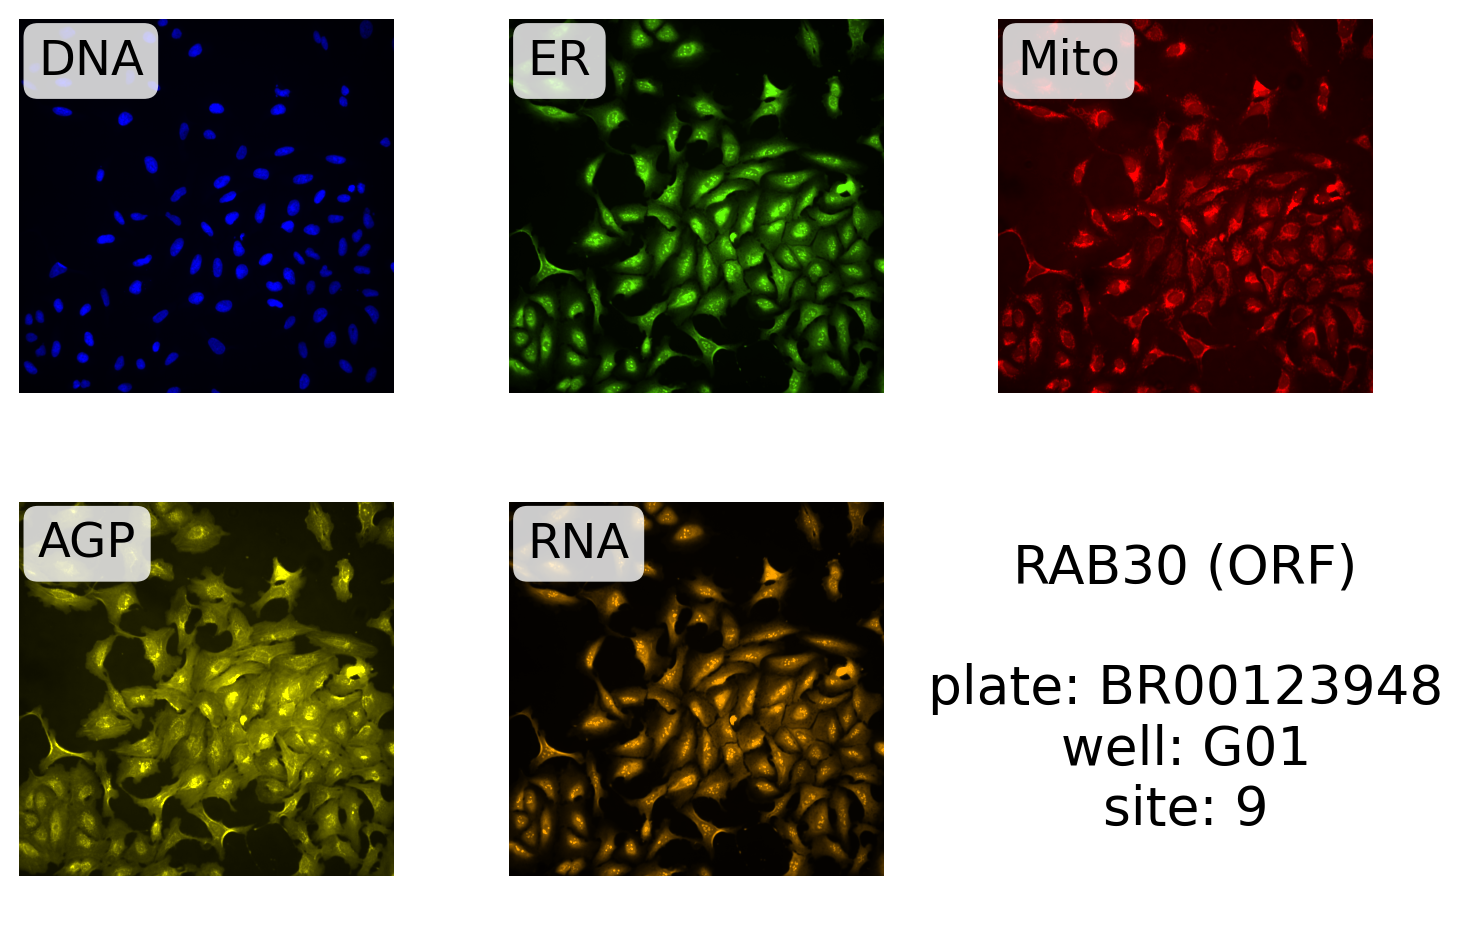 DNA
ER
Mito
AGP
RNA
RAB30 (ORF)
plate: BR00123948
well: G01
site: 9